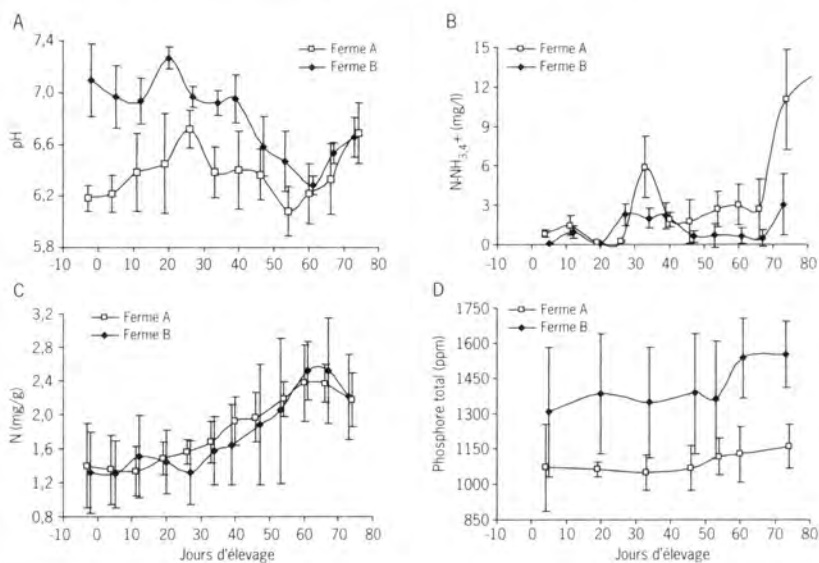 A
7,4
7,0
6,6
6,2
5,8
pH
Ferme A
Ferme B
-10 0 10 20 30 40 50 60 70 80
B
15
12
9
6
3
0
N-NH3,4+ (mg/l)
Ferme A
Ferme B
-10 0 10 20 30 40 50 60 70 80
C
3,2
2,8
2,4
2,0
1,6
1,2
0,8
N (mg/g)
Ferme A
Ferme B
-10 0 10 20 30 40 50 60 70 80
Jours d'élevage
D
1750
1600
1450
1300
1150
1000
850
Phosphore total (ppm)
Ferme A
Ferme B
-10 0 10 20 30 40 50 60 70 80
Jours d'élevage